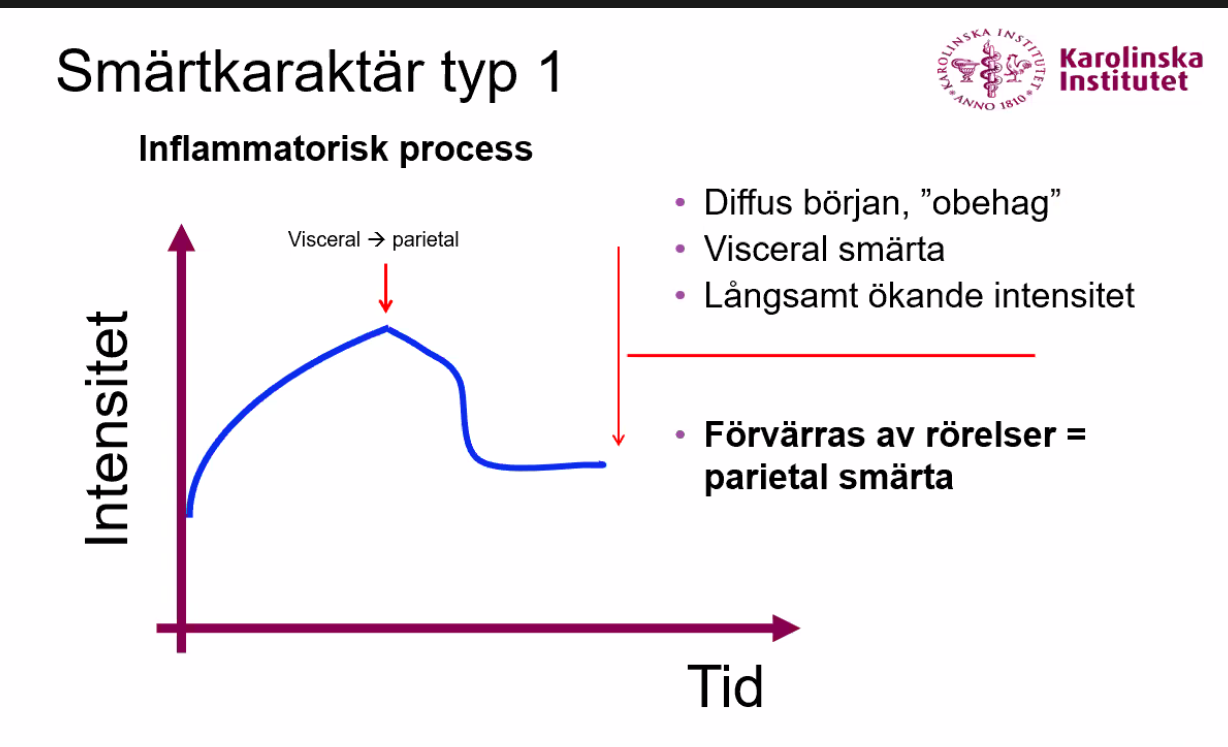 Smärtkaraktär typ 1
KAROLINSKA INSTITUTET
ANNO 1810
Karolinska
Institutet
Inflammatorisk process
Visceral → parietal
Intensitet
Tid
• Diffus början, ”obehag”
• Visceral smärta
• Långsamt ökande intensitet
• Förvärras av rörelser =
parietal smärta